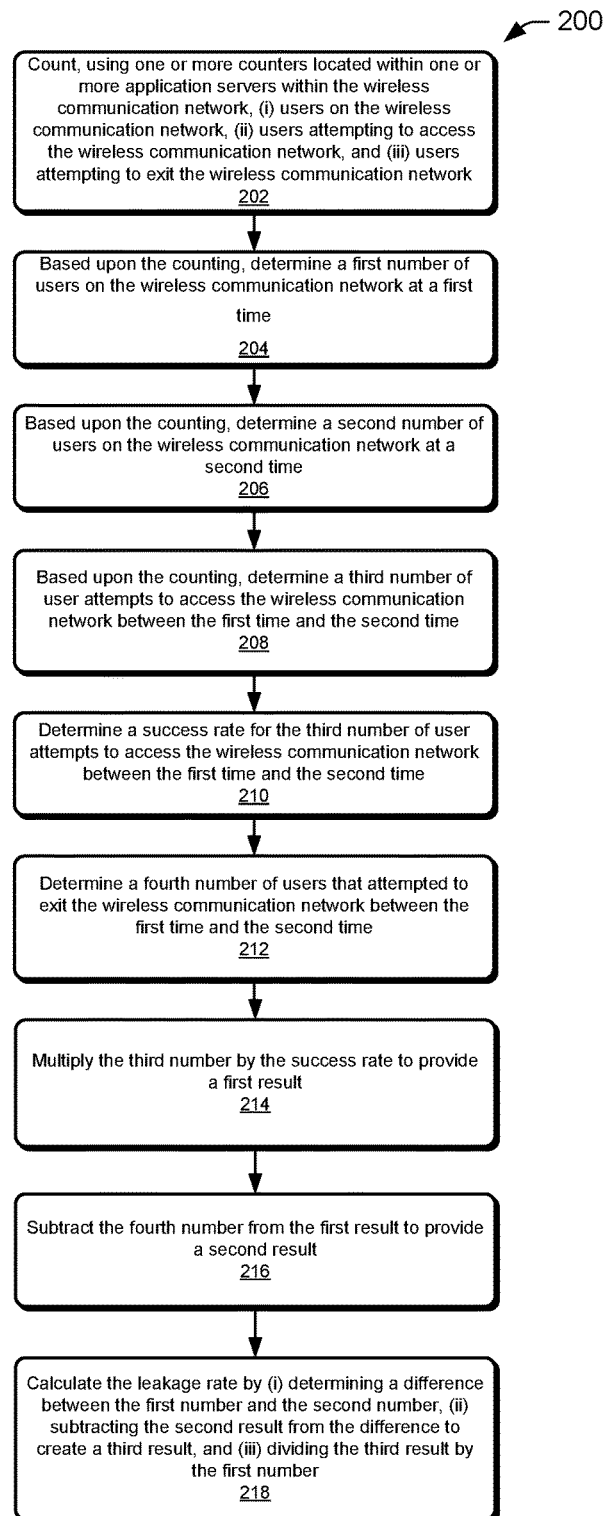 200
Count, using one or more counters located within one or
more application servers within the wireless
communication network, (i) users on the wireless
communication network, (ii) users attempting to access
the wireless communication network, and (iii) users
attempting to exit the wireless communication network
202
Based upon the counting, determine a first number of
users on the wireless communication network at a first
time
204
Based upon the counting, determine a second number of
users on the wireless communication network at a
second time
206
Based upon the counting, determine a third number of
user attempts to access the wireless communication
network between the first time and the second time
208
Determine a success rate for the third number of user
attempts to access the wireless communication network
between the first time and the second time
210
Determine a fourth number of users that attempted to
exit the wireless communication network between the
first time and the second time
212
Multiply the third number by the success rate to provide
a first result
214
Subtract the fourth number from the first result to provide
a second result
216
Calculate the leakage rate by (i) determining a difference
between the first number and the second number, (ii)
subtracting the second result from the difference to
create a third result, and (iii) dividing the third result by
the first number
218